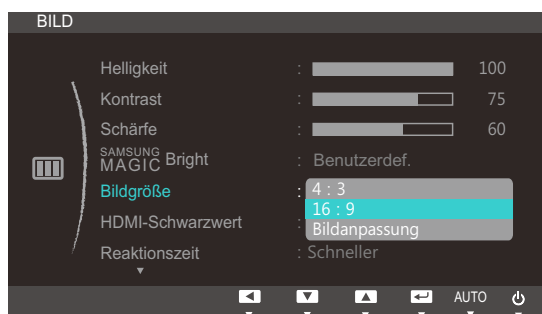 BILD
Helligkeit : 100
Kontrast : 75
Schärfe : 60
SAMSUNG MAGIC Bright : Benutzerdef.
Bildgröße : 4 : 3
16 : 9
HDMI-Schwarzwert : Bildanpassung
Reaktionszeit : Schneller
AUTO